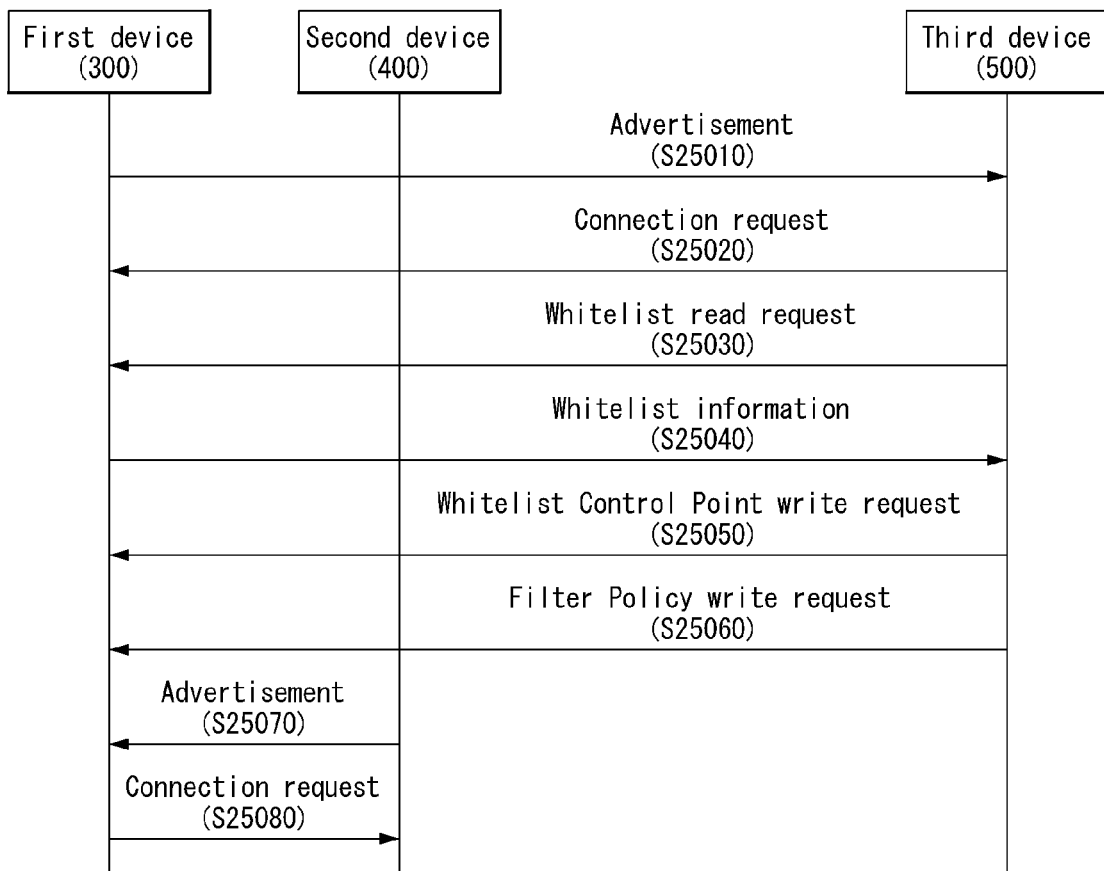 First device
(300)
Second device
(400)
Third device
(500)
Advertisement
(S25010)
Connection request
(S25020)
Whitelist read request
(S25030)
Whitelist information
(S25040)
Whitelist Control Point write request
(S25050)
Filter Policy write request
(S25060)
Advertisement
(S25070)
Connection request
(S25080)